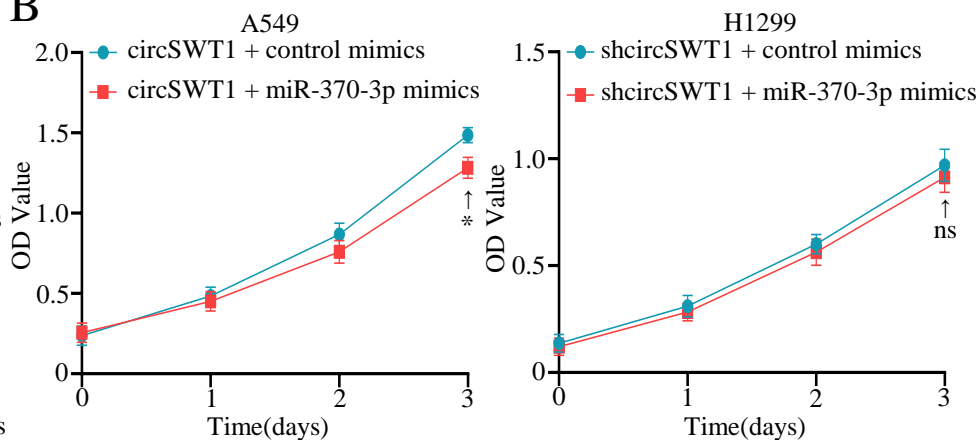 B
A549
circSWT1 + control mimics
circSWT1 + miR-370-3p mimics
OD Value
2.0
1.5
1.0
0.5
0
0
1
2
3
Time(days)
* →
H1299
shcircSWT1 + control mimics
shcircSWT1 + miR-370-3p mimics
OD Value
1.5
1.0
0.5
0
0
1
2
3
Time(days)
↑
ns
s